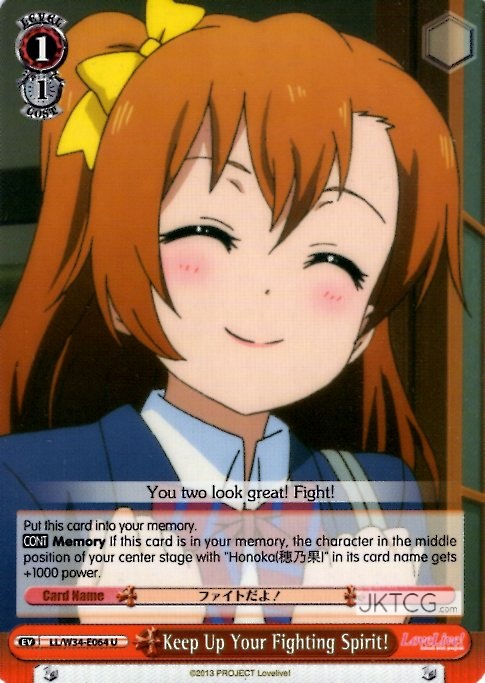 LEVEL
1
1
COST
You two look great! Fight!
Put this card into your memory.
CONT Memory If this card is in your memory, the character in the middle
position of your center stage with "Honoka(穂乃果)" in its card name gets
+1000 power.
Card Name ファイトだよ!
JKTCG.com
EV LL/W34-E064 U Keep Up Your Fighting Spirit! LoveLive!
©2013 PROJECT Lovelive!